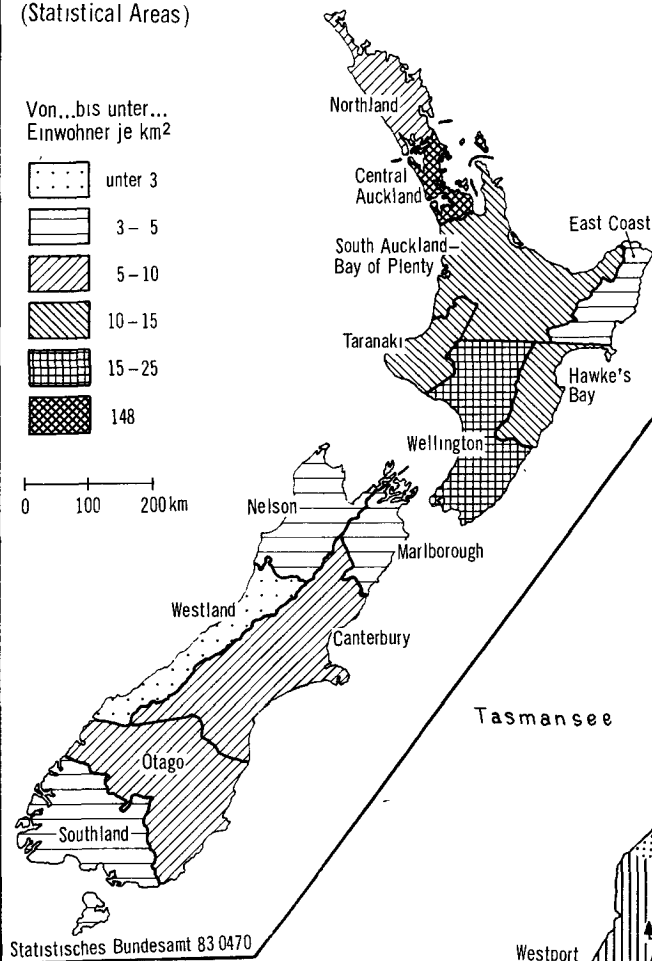 (Statistical Areas)
Von...bis unter...
Einwohner je km²
unter 3
3 – 5
5 – 10
10 – 15
15 – 25
148
0 100 200 km
Northland
Central
Auckland
South Auckland–
Bay of Plenty
East Coast
Taranaki
Hawke's
Bay
Wellington
Nelson
Marlborough
Westland
Canterbury
Tasmansee
Otago
Southland
Statistisches Bundesamt 83 0470
Westport